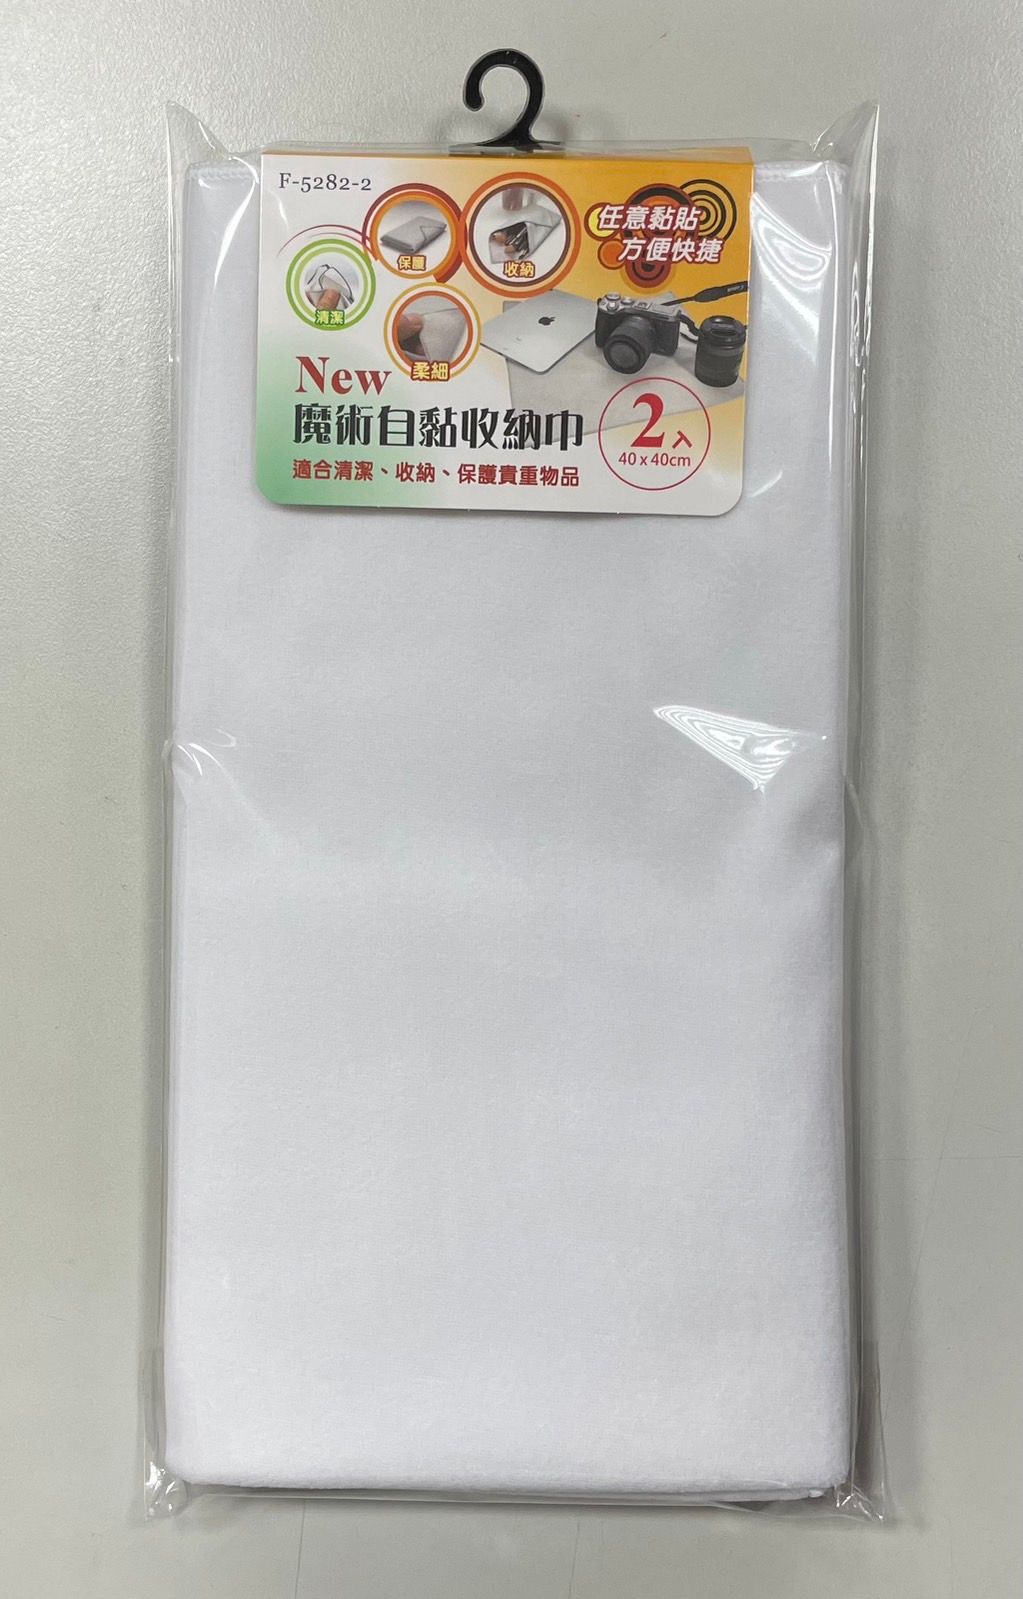 F-5282-2
任意黏貼
方便快捷
保護
收納
清潔
柔細
New
魔術自黏收納巾
2入
40 x 40cm
適合清潔、收納、保護貴重物品